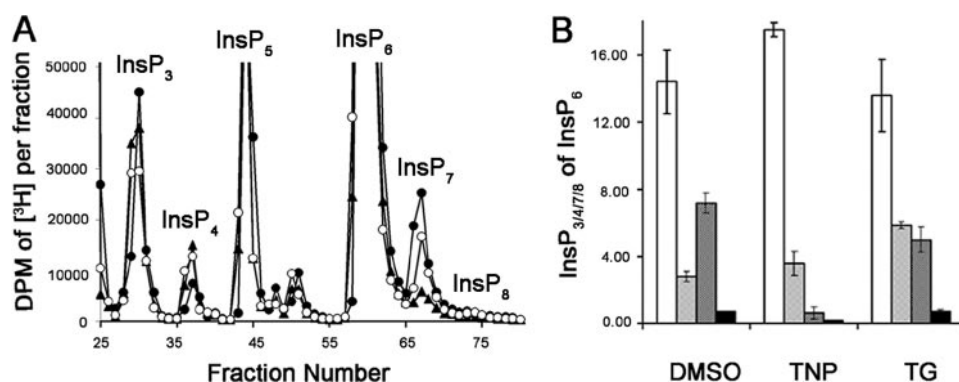 A
B
DPM of [³H] per fraction
50000
40000
30000
20000
10000
0
InsP₃
InsP₄
InsP₅
InsP₆
InsP₇
InsP₈
25 35 45 55 65 75
Fraction Number
InsP₃/₄/₇/₈ of InsP₆
16.00
12.00
8.00
4.00
0.00
DMSO TNP TG